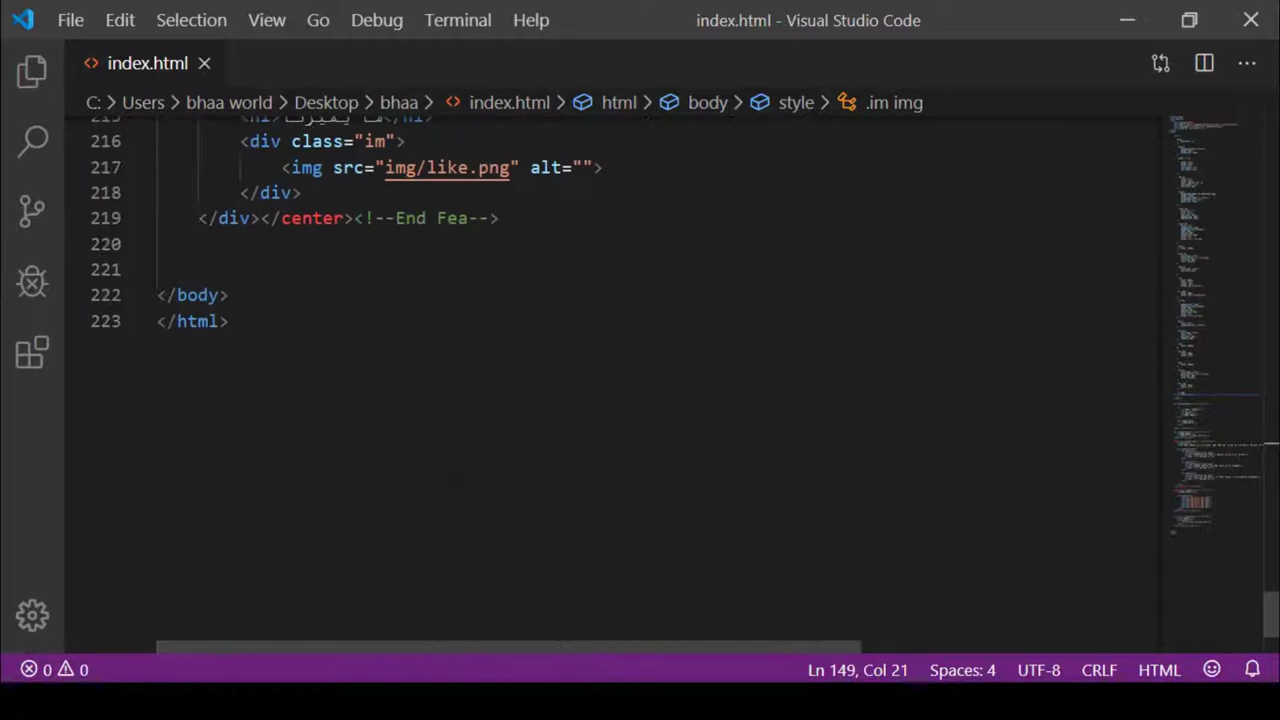 File Edit Selection View Go Debug Terminal Help index.html - Visual Studio Code
index.html
C: > Users > bhaa world > Desktop > bhaa > index.html > html > body > style > .im img
216 <div class="im">
217 <img src="img/like.png" alt="">
218 </div>
219 </div></center><!--End Fea-->
220
221
222 </body>
223 </html>
0 0 Ln 149, Col 21 Spaces: 4 UTF-8 CRLF HTML